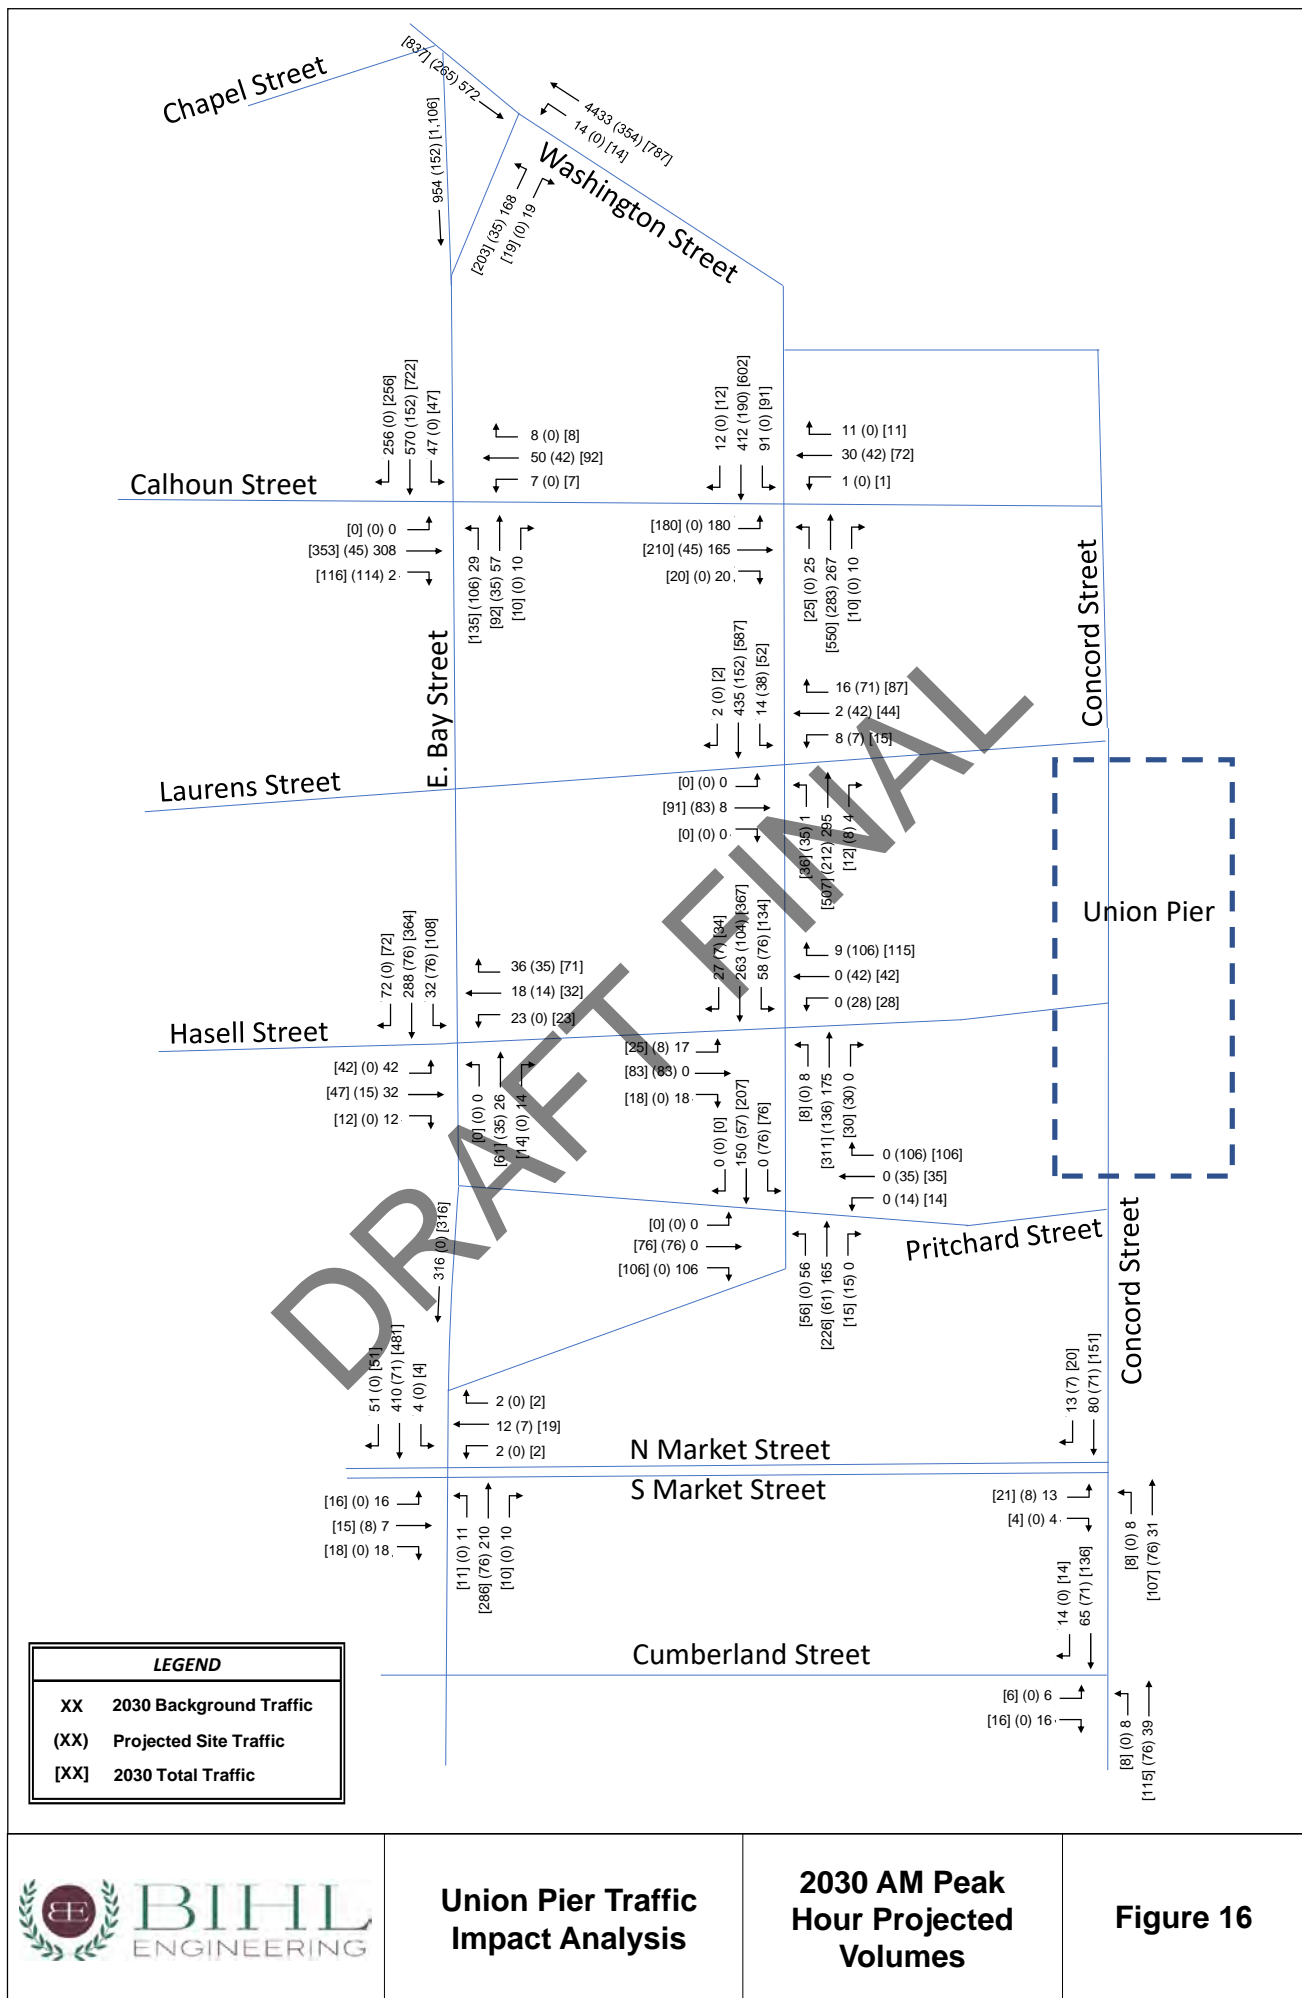 Chapel Street
[837] (265) 572
4433 (354) [787]
14 (0) [14]
954 (152) [1,106]
Washington Street
[203] (35) 168
[19] (0) 19
256 (0) [256]
570 (152) [722]
47 (0) [47]
8 (0) [8]
50 (42) [92]
7 (0) [7]
12 (0) [12]
412 (190) [602]
91 (0) [91]
11 (0) [11]
30 (42) [72]
1 (0) [1]
Calhoun Street
[0] (0) 0
[353] (45) 308
[116] (114) 2
[135] (106) 29
[92] (35) 57
[10] (0) 10
[180] (0) 180
[210] (45) 165
[20] (0) 20
[25] (0) 25
[550] (283) 267
[10] (0) 10
Concord Street
E. Bay Street
2 (0) [2]
435 (152) [587]
14 (38) [52]
16 (71) [87]
2 (42) [44]
8 (7) [15]
Laurens Street
[0] (0) 0
[91] (83) 8
[0] (0) 0
[36] (35) 1
[507] (212) 295
[12] (8) 4
Union Pier
DRAFT FINAL
72 (0) [72]
288 (76) [364]
32 (76) [108]
36 (35) [71]
18 (14) [32]
23 (0) [23]
27 (7) [34]
263 (104) [367]
58 (76) [134]
9 (106) [115]
0 (42) [42]
0 (28) [28]
Hasell Street
[42] (0) 42
[47] (15) 32
[12] (0) 12
[0] (0) 0
[61] (35) 26
[14] (0) 14
[25] (8) 17
[83] (83) 0
[18] (0) 18
[8] (0) 8
[311] (136) 175
[30] (30) 0
0 (0) [0]
150 (57) [207]
0 (76) [76]
0 (106) [106]
0 (35) [35]
0 (14) [14]
316 (0) [316]
[0] (0) 0
[76] (76) 0
[106] (0) 106
[56] (0) 56
[226] (61) 165
[15] (15) 0
Pritchard Street
Concord Street
51 (0) [51]
410 (71) [481]
4 (0) [4]
2 (0) [2]
12 (7) [19]
2 (0) [2]
13 (7) [20]
80 (71) [151]
N Market Street
S Market Street
[16] (0) 16
[15] (8) 7
[18] (0) 18
[11] (0) 11
[286] (76) 210
[10] (0) 10
[21] (8) 13
[4] (0) 4
[8] (0) 8
[107] (76) 31
14 (0) [14]
65 (71) [136]
Cumberland Street
[6] (0) 6
[16] (0) 16
[8] (0) 8
[115] (76) 39
LEGEND
XX 2030 Background Traffic
(XX) Projected Site Traffic
[XX] 2030 Total Traffic
BE BIHL
ENGINEERING
Union Pier Traffic
Impact Analysis
2030 AM Peak
Hour Projected
Volumes
Figure 16